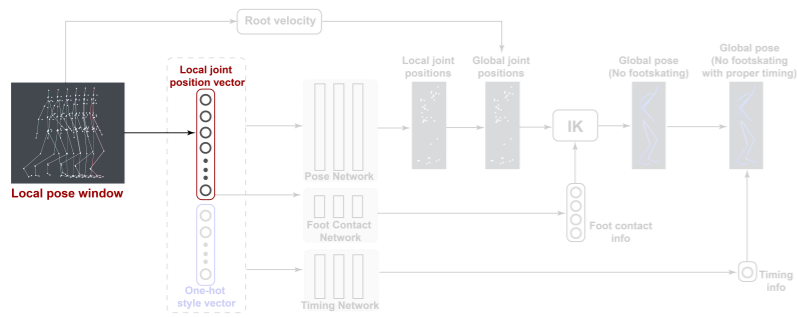 Root velocity
Local joint
position vector
Local joint
positions
Global joint
positions
Global pose
(No footskating)
Global pose
(No footskating
with proper timing)
IK
Pose Network
Local pose window
Foot Contact
Network
Foot contact
info
One-hot
style vector
Timing Network
Timing
info